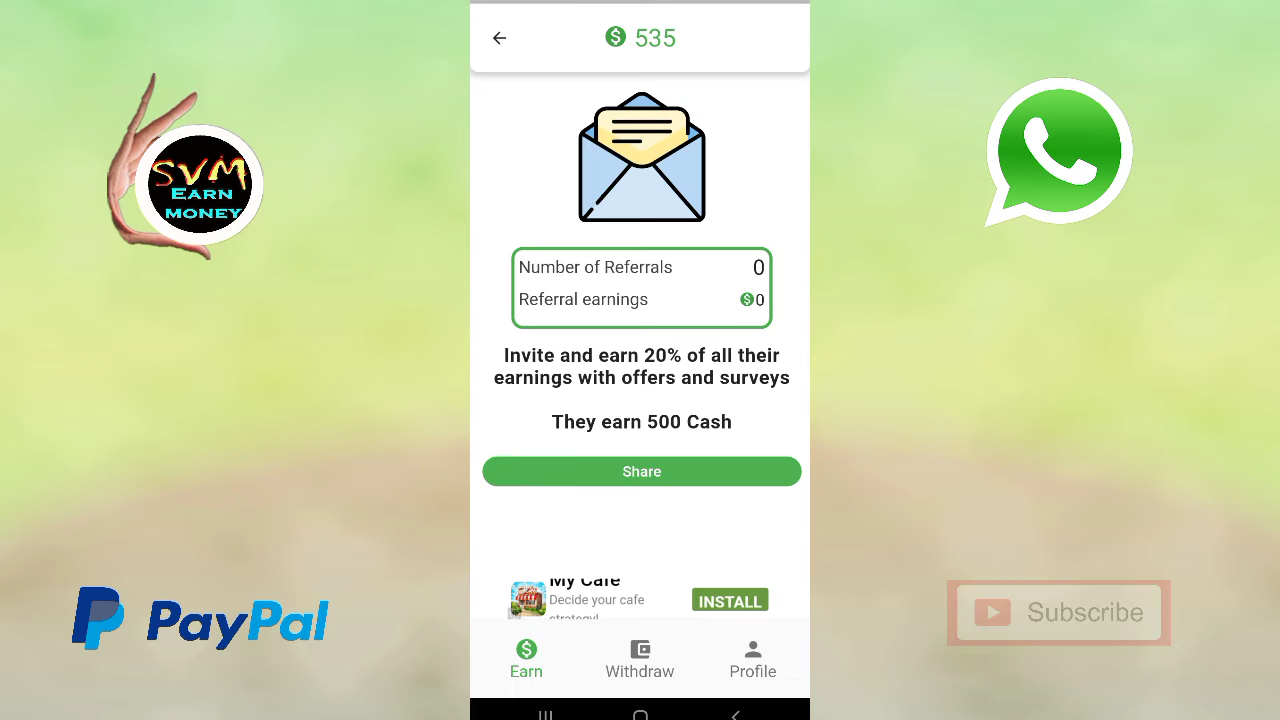 535
SVM
EARN
MONEY
Number of Referrals 0
Referral earnings $0
Invite and earn 20% of all their
earnings with offers and surveys
They earn 500 Cash
Share
My Cafe
Decide your cafe
strategy!
INSTALL
PayPal
Subscribe
Earn
Withdraw
Profile